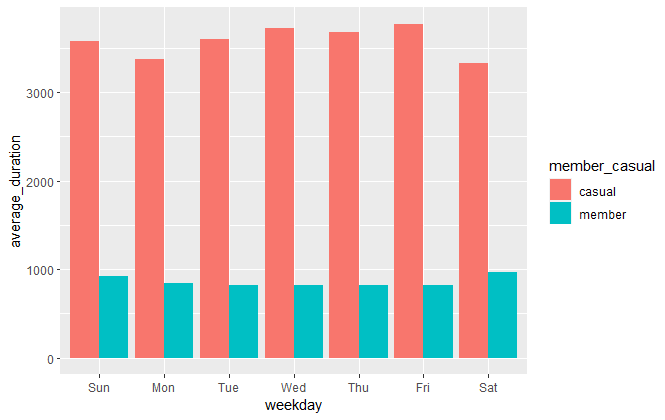 average_duration
3000
2000
1000
0
Sun Mon Tue Wed Thu Fri Sat
weekday
member_casual
casual
member